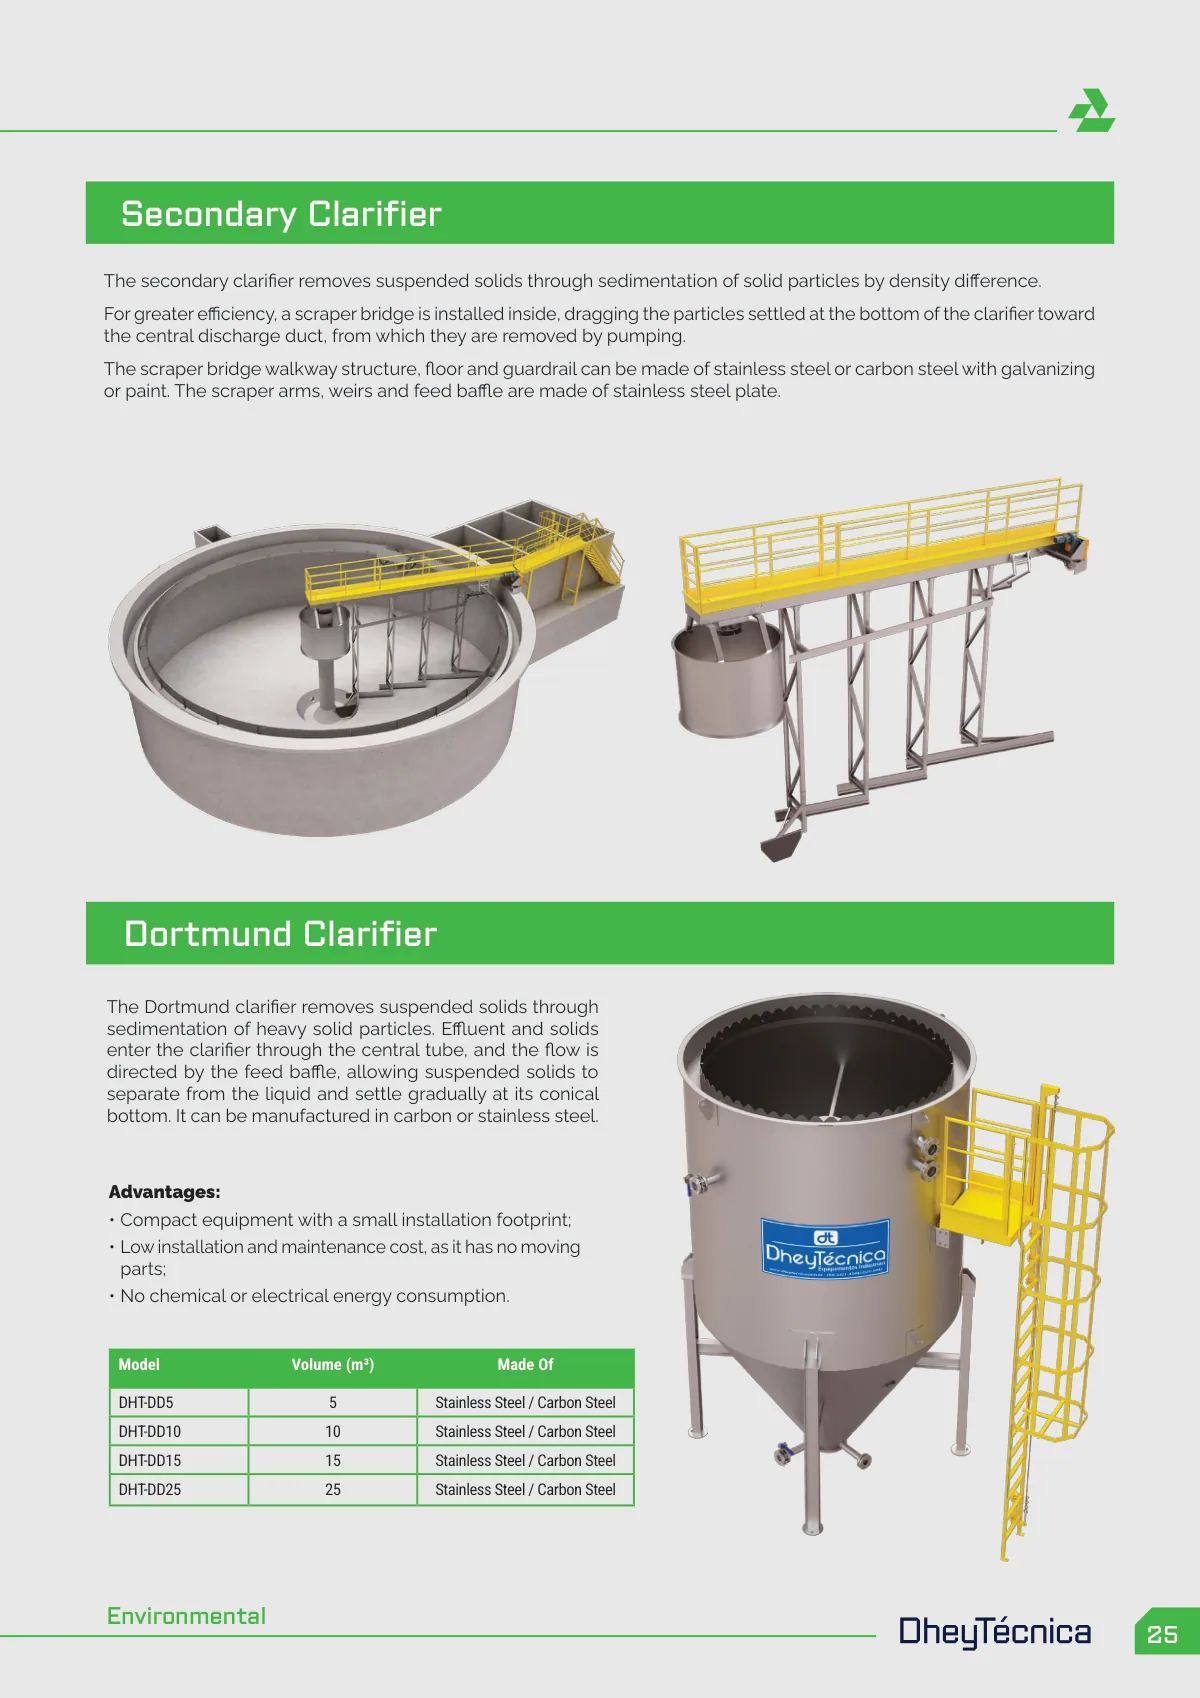 Secondary Clarifier
The secondary clarifier removes suspended solids through sedimentation of solid particles by density difference.
For greater efficiency, a scraper bridge is installed inside, dragging the particles settled at the bottom of the clarifier toward
the central discharge duct, from which they are removed by pumping.
The scraper bridge walkway structure, floor and guardrail can be made of stainless steel or carbon steel with galvanizing
or paint. The scraper arms, weirs and feed baffle are made of stainless steel plate.
Dortmund Clarifier
The Dortmund clarifier removes suspended solids through
sedimentation of heavy solid particles. Effluent and solids
enter the clarifier through the central tube, and the flow is
directed by the feed baffle, allowing suspended solids to
separate from the liquid and settle gradually at its conical
bottom. It can be manufactured in carbon or stainless steel.
Advantages:
• Compact equipment with a small installation footprint;
• Low installation and maintenance cost, as it has no moving
parts;
• No chemical or electrical energy consumption.
dt
DheyTécnica
Equipamentos Industriais
Model Volume (m³) Made Of
DHT-DD5 5 Stainless Steel / Carbon Steel
DHT-DD10 10 Stainless Steel / Carbon Steel
DHT-DD15 15 Stainless Steel / Carbon Steel
DHT-DD25 25 Stainless Steel / Carbon Steel
Environmental
DheyTécnica
25